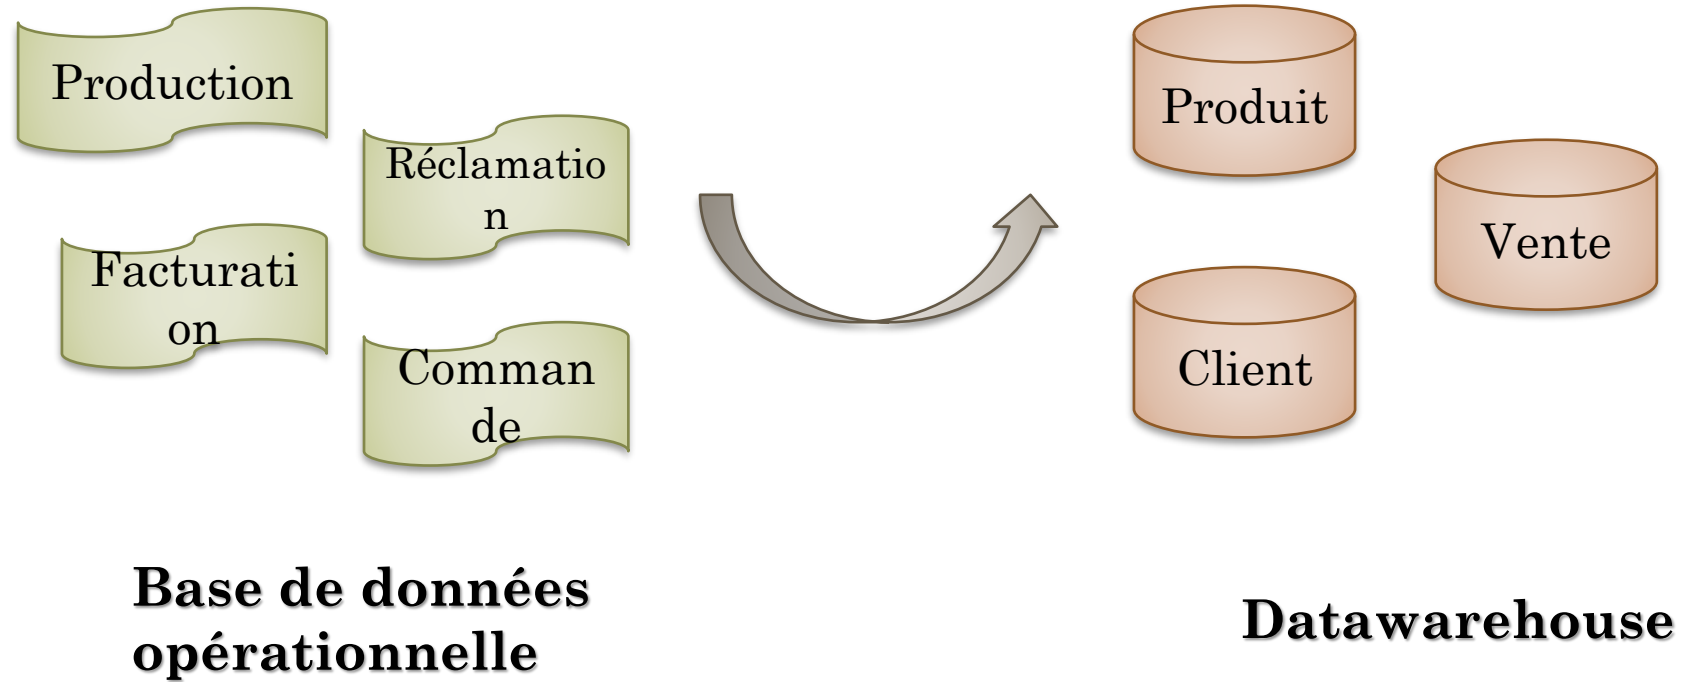 Production
Réclamatio
n
Facturati
on
Comman
de
Produit
Vente
Client
Base de données
opérationnelle
Datawarehouse